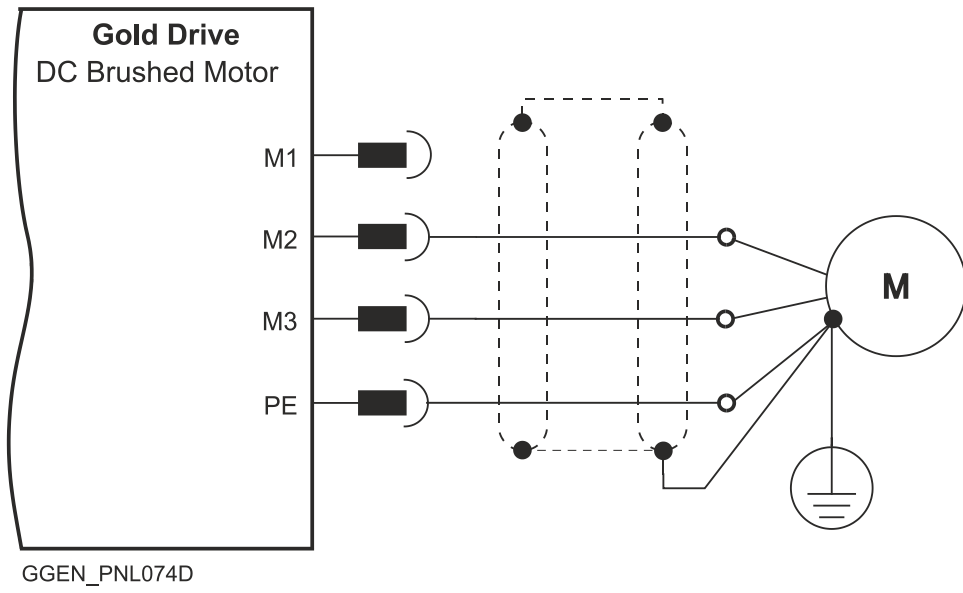 Gold Drive
DC Brushed Motor
M1
M2
M
M3
PE
GGEN_PNL074D